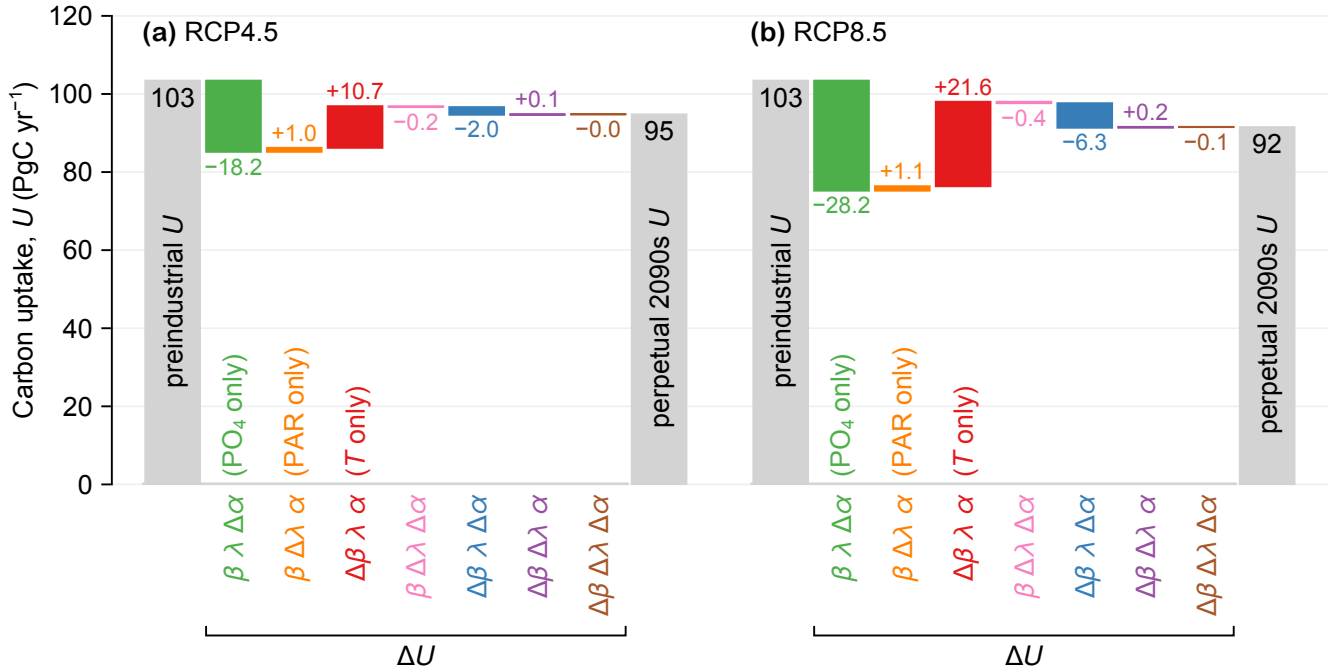 Carbon uptake, U (PgC yr⁻¹)
120
100
80
60
40
20
0
(a) RCP4.5
103
preindustrial U
−18.2
+1.0
+10.7
−0.2
−2.0
+0.1
−0.0
95
perpetual 2090s U
β λ Δα (PO₄ only)
β Δλ α (PAR only)
Δβ λ α (T only)
β Δλ Δα
Δβ λ Δα
Δβ Δλ α
Δβ Δλ Δα
ΔU
(b) RCP8.5
103
preindustrial U
−28.2
+1.1
+21.6
−0.4
−6.3
+0.2
−0.1
92
perpetual 2090s U
β λ Δα (PO₄ only)
β Δλ α (PAR only)
Δβ λ α (T only)
β Δλ Δα
Δβ λ Δα
Δβ Δλ α
Δβ Δλ Δα
ΔU